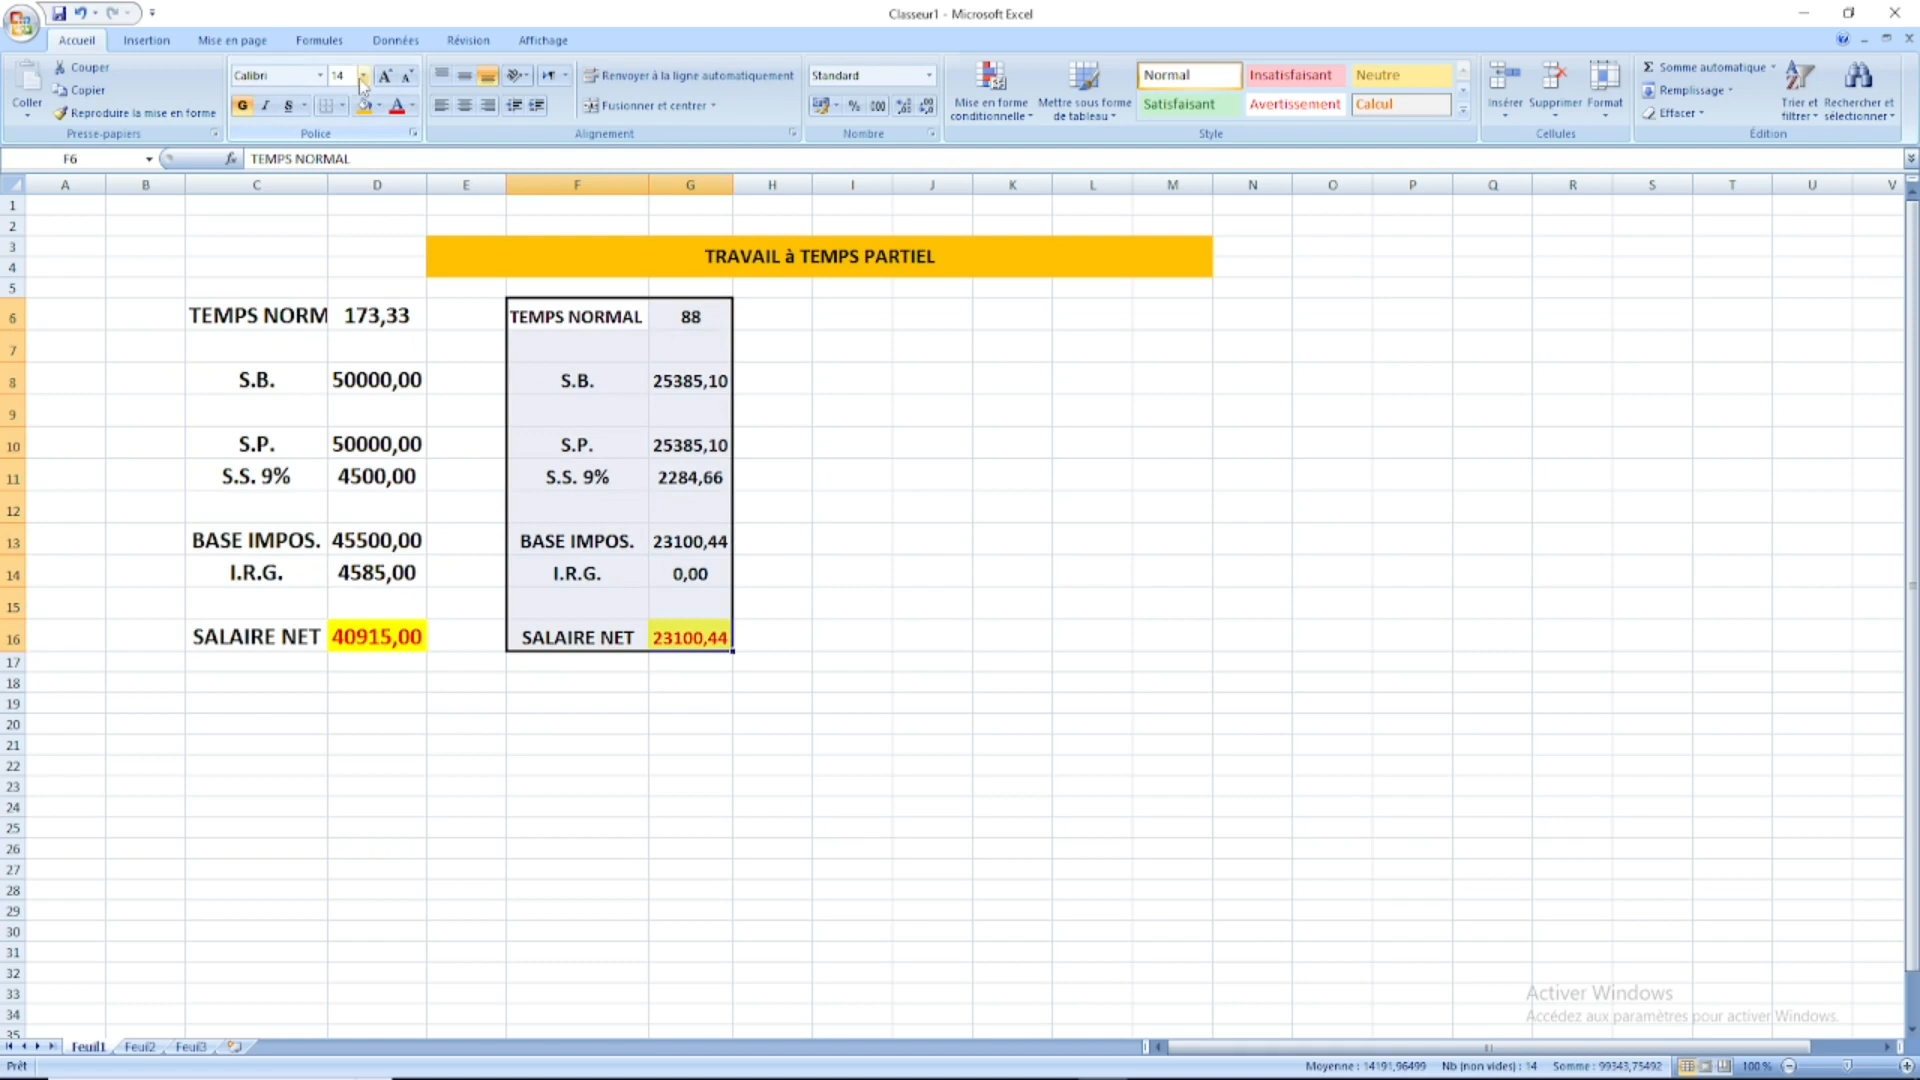 Classeur1 - Microsoft Excel
Accueil Insertion Mise en page Formules Données Révision Affichage
Coller
Couper
Copier
Reproduire la mise en forme
Presse-papiers
Calibri 14
G I S
Police
Renvoyer à la ligne automatiquement
Fusionner et centrer
Alignement
Standard
% 000
Nombre
Mise en forme conditionnelle
Mettre sous forme de tableau
Normal Insatisfaisant Neutre
Satisfaisant Avertissement Calcul
Style
Insérer Supprimer Format
Cellules
Σ Somme automatique
Remplissage
Effacer
Trier et filtrer
Rechercher et sélectionner
Édition
F6 fx TEMPS NORMAL
A B C D E F G H I J K L M N O P Q R S T U V
1
2
3
4
TRAVAIL à TEMPS PARTIEL
5
6 TEMPS NORM 173,33 TEMPS NORMAL 88
7
8 S.B. 50000,00 S.B. 25385,10
9
10 S.P. 50000,00 S.P. 25385,10
11 S.S. 9% 4500,00 S.S. 9% 2284,66
12
13 BASE IMPOS. 45500,00 BASE IMPOS. 23100,44
14 I.R.G. 4585,00 I.R.G. 0,00
15
16 SALAIRE NET 40915,00 SALAIRE NET 23100,44
17
18
19
20
21
22
23
24
25
26
27
28
29
30
31
32
33
34
35
Activer Windows
Accédez aux paramètres pour activer Windows.
Feuil1 Feuil2 Feuil3
Prêt Moyenne : 14191,96499 Nb (non vides) : 14 Somme : 99343,75492 100 %